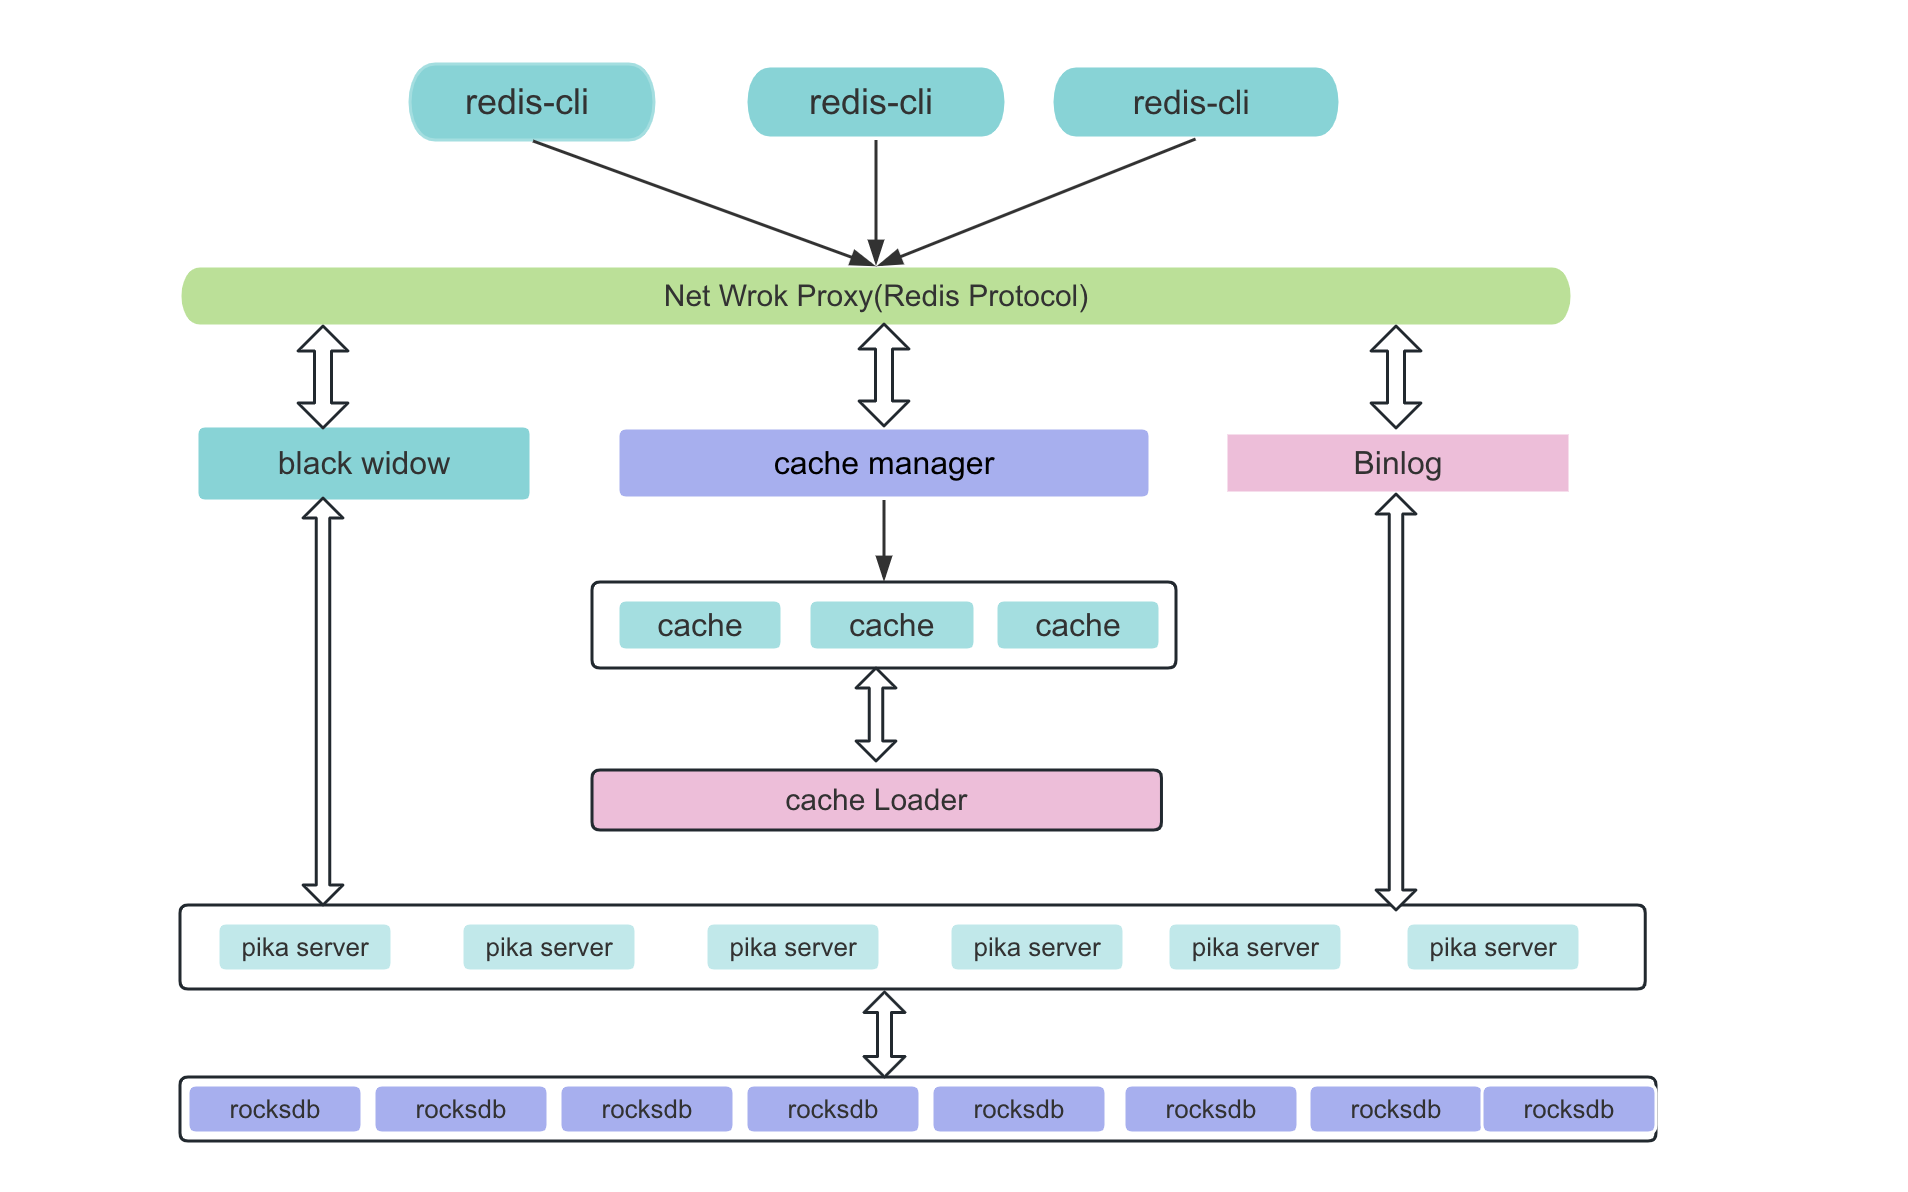 redis-cli
redis-cli
redis-cli
Net Wrok Proxy(Redis Protocol)
black widow
cache manager
Binlog
cache
cache
cache
cache Loader
pika server
pika server
pika server
pika server
pika server
pika server
rocksdb
rocksdb
rocksdb
rocksdb
rocksdb
rocksdb
rocksdb
rocksdb